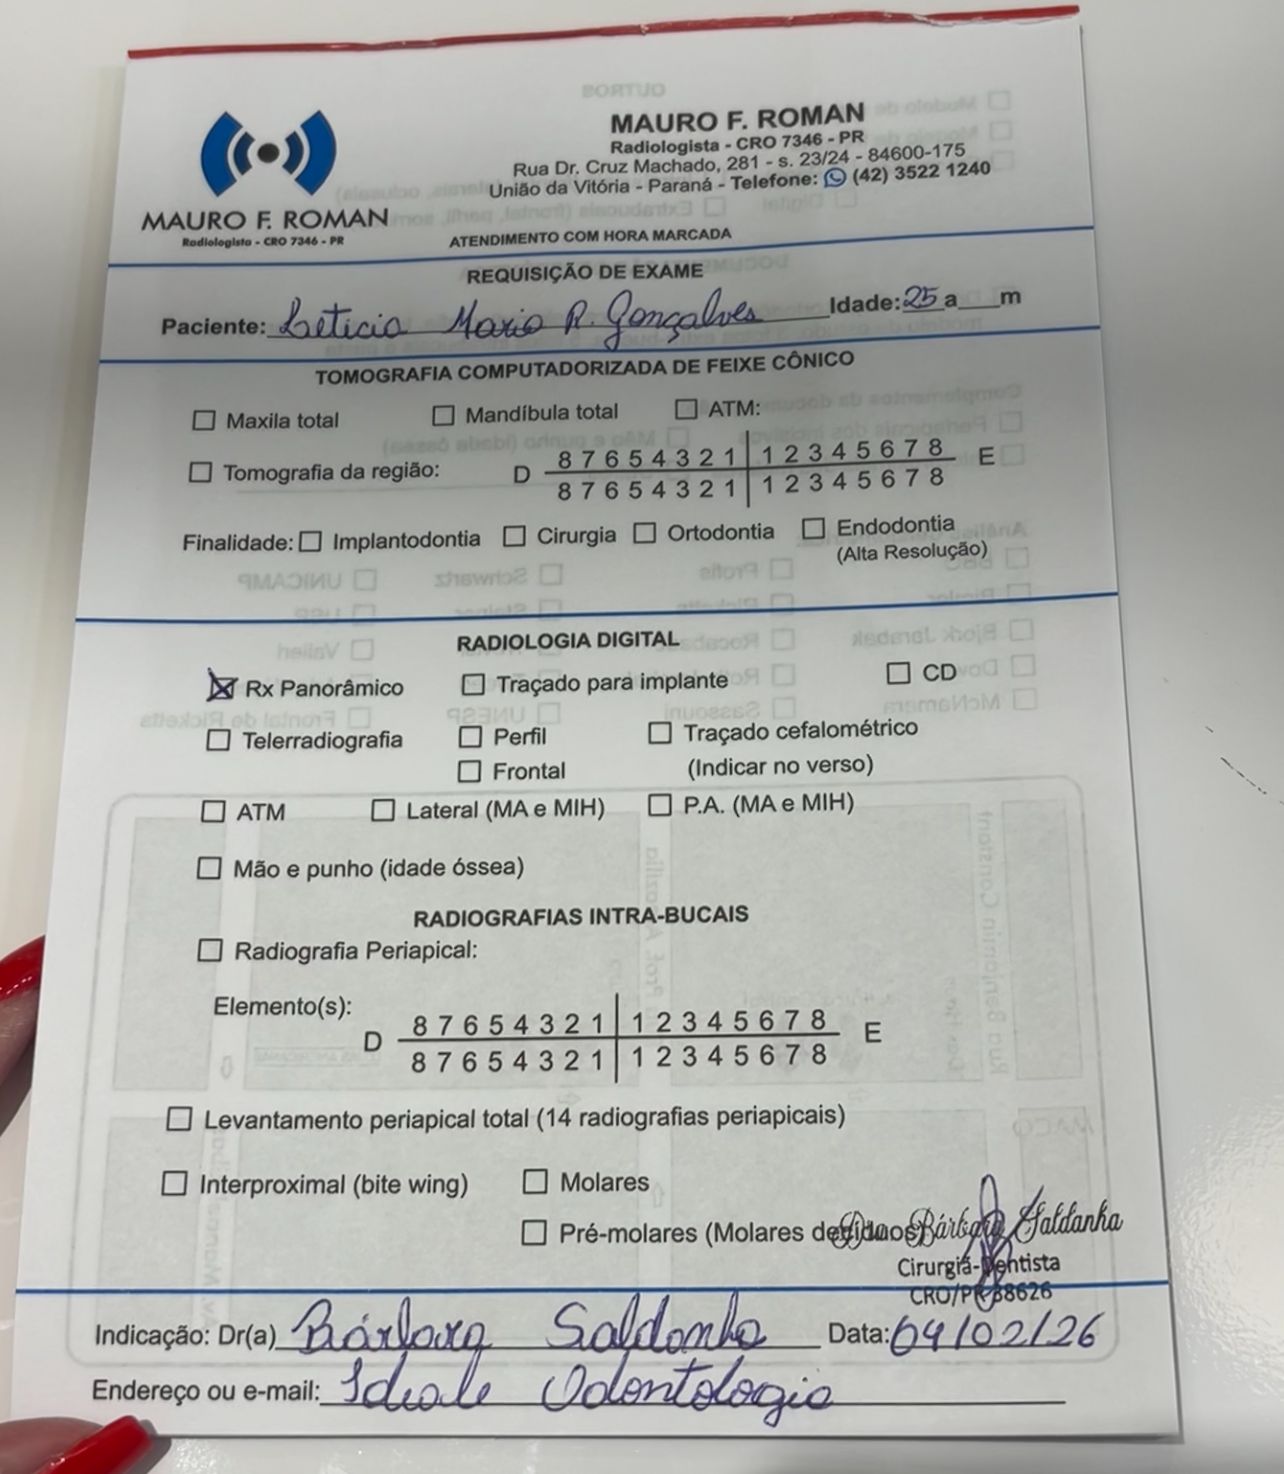 MAURO F. ROMAN
Radiologista - CRO 7346 - PR
MAURO F. ROMAN
Radiologista - CRO 7346 - PR
Rua Dr. Cruz Machado, 281 - s. 23/24 - 84600-175
União da Vitória - Paraná - Telefone: (42) 3522 1240
ATENDIMENTO COM HORA MARCADA
REQUISIÇÃO DE EXAME
Paciente: Leticia Maria R. Gonçalves Idade: 25 a m
TOMOGRAFIA COMPUTADORIZADA DE FEIXE CÔNICO
Maxila total Mandíbula total ATM:
Tomografia da região: D 8 7 6 5 4 3 2 1 1 2 3 4 5 6 7 8 E
8 7 6 5 4 3 2 1 1 2 3 4 5 6 7 8
Finalidade: Implantodontia Cirurgia Ortodontia Endodontia
(Alta Resolução)
RADIOLOGIA DIGITAL
Rx Panorâmico Traçado para implante CD
Telerradiografia Perfil Traçado cefalométrico
Frontal (Indicar no verso)
ATM Lateral (MA e MIH) P.A. (MA e MIH)
Mão e punho (idade óssea)
RADIOGRAFIAS INTRA-BUCAIS
Radiografia Periapical:
Elemento(s):
D 8 7 6 5 4 3 2 1 1 2 3 4 5 6 7 8 E
8 7 6 5 4 3 2 1 1 2 3 4 5 6 7 8
Levantamento periapical total (14 radiografias periapicais)
Interproximal (bite wing) Molares
Pré-molares (Molares decíduos)
Dra. Bárbara Saldanha
Cirurgiã-Dentista
CRO/PR 38626
Indicação: Dr(a) Bárbara Saldanha Data: 04/02/26
Endereço ou e-mail: Ideale Odontologia